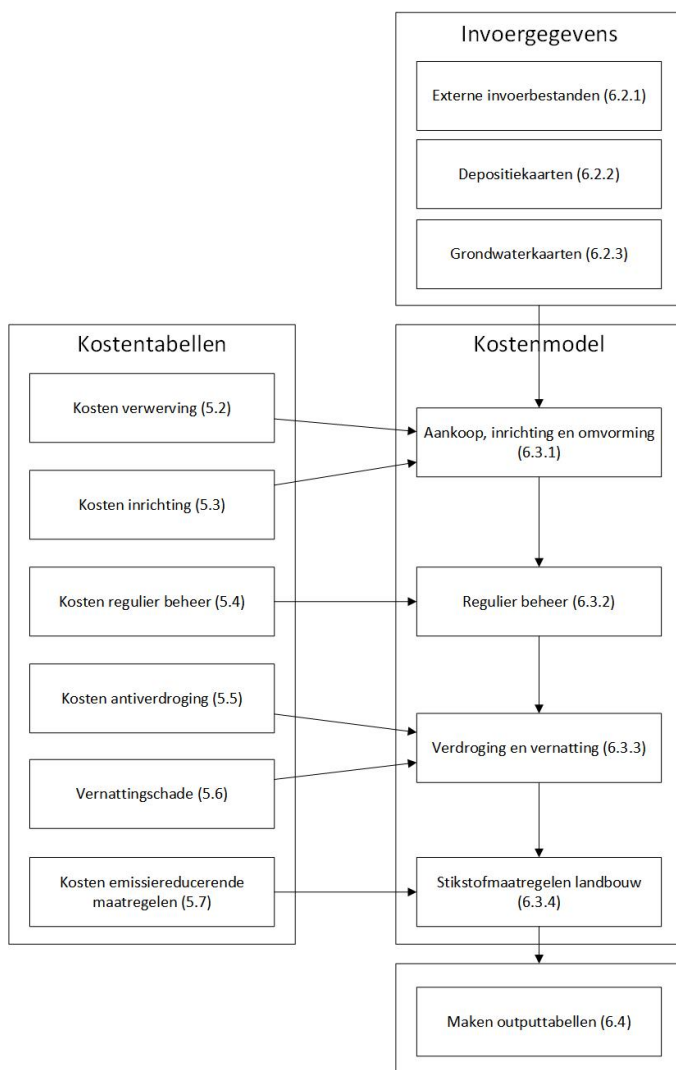 Invoergegevens
Externe invoerbestanden (6.2.1)
Depositiekaarten (6.2.2)
Grondwaterkaarten (6.2.3)
Kostentabellen
Kosten verwerving (5.2)
Kosten inrichting (5.3)
Kosten regulier beheer (5.4)
Kosten antiverdroging (5.5)
Vernattingschade (5.6)
Kosten emissiereducerende
maatregelen (5.7)
Kostenmodel
Aankoop, inrichting en omvorming
(6.3.1)
Regulier beheer (6.3.2)
Verdroging en vernatting (6.3.3)
Stikstofmaatregelen landbouw
(6.3.4)
Maken outputtabellen (6.4)